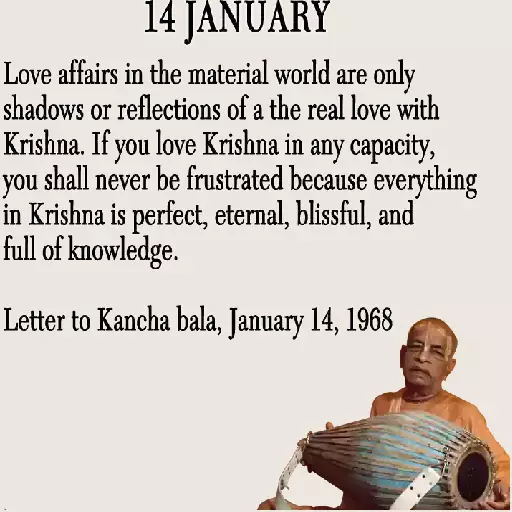 14 JANUARY
Love affairs in the material world are only
shadows or reflections of a the real love with
Krishna. If you love Krishna in any capacity,
you shall never be frustrated because everything
in Krishna is perfect, eternal, blissful, and
full of knowledge.
Letter to Kancha bala, January 14, 1968